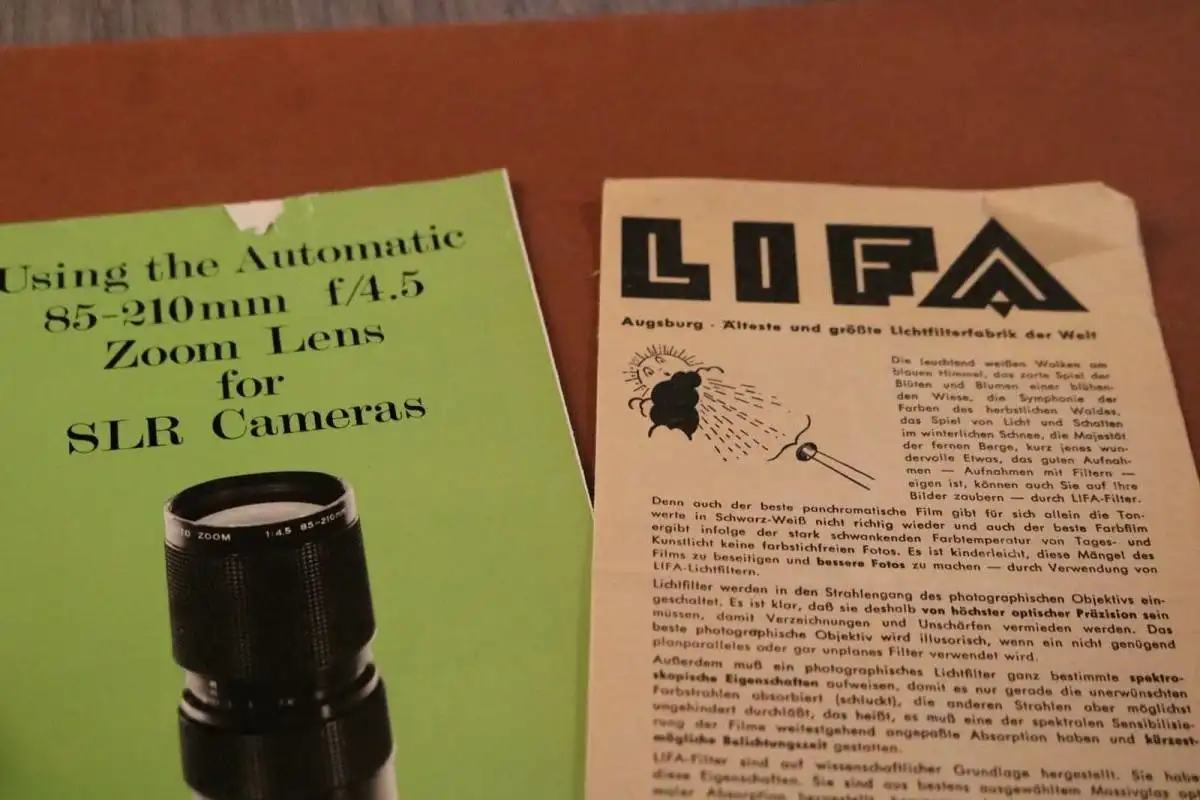 Using the Automatic
85-210mm f/4.5
Zoom Lens
for
SLR Cameras
ZOOM 1:4.5 85-210mm
LIFA
Augsburg · Älteste und größte Lichtfilterfabrik der Welt
Die leuchtend weißen Wolken am
blauen Himmel, das zarte Spiel der
Blüten und Blumen einer blühen-
den Wiese, die Symphonie der
Farben des herbstlichen Waldes,
das Spiel von Licht und Schatten
im winterlichen Schnee, die Majestät
der fernen Berge, kurz jenes wun-
dervolle Etwas, das guten Aufnah-
men — Aufnahmen mit Filtern —
eigen ist, können auch Sie auf Ihre
Bilder zaubern — durch LIFA-Filter.
Denn auch der beste panchromatische Film gibt für sich allein die Ton-
werte in Schwarz-Weiß nicht richtig wieder und auch der beste Farbfilm
ergibt infolge der stark schwankenden Farbtemperatur von Tages- und
Kunstlicht keine farbstichfreien Fotos. Es ist kinderleicht, diese Mängel des
Films zu beseitigen und bessere Fotos zu machen — durch Verwendung von
LIFA-Lichtfiltern.
Lichtfilter werden in den Strahlengang des photographischen Objektivs ein-
geschaltet. Es ist klar, daß sie deshalb von höchster optischer Präzision sein
müssen, damit Verzeichnungen und Unschärfen vermieden werden. Das
beste photographische Objektiv wird illusorisch, wenn ein nicht genügend
planparalleles oder gar unplanes Filter verwendet wird.
Außerdem muß ein photographisches Lichtfilter ganz bestimmte spektro-
skopische Eigenschaften aufweisen, damit es nur gerade die unerwünschten
Farbstrahlen absorbiert (schluckt), die anderen Strahlen aber möglichst
ungehindert durchläßt, das heißt, es muß eine der spektralen Sensibilisie-
rung der Filme weitestgehend angepaßte Absorption haben und kürzest-
mögliche Belichtungszeit gestatten.
LIFA-Filter sind auf wissenschaftlicher Grundlage hergestellt. Sie habe
diese Eigenschaften. Sie sind aus bestens ausgewähltem Massivglas opt
maler Absorption hergestellt